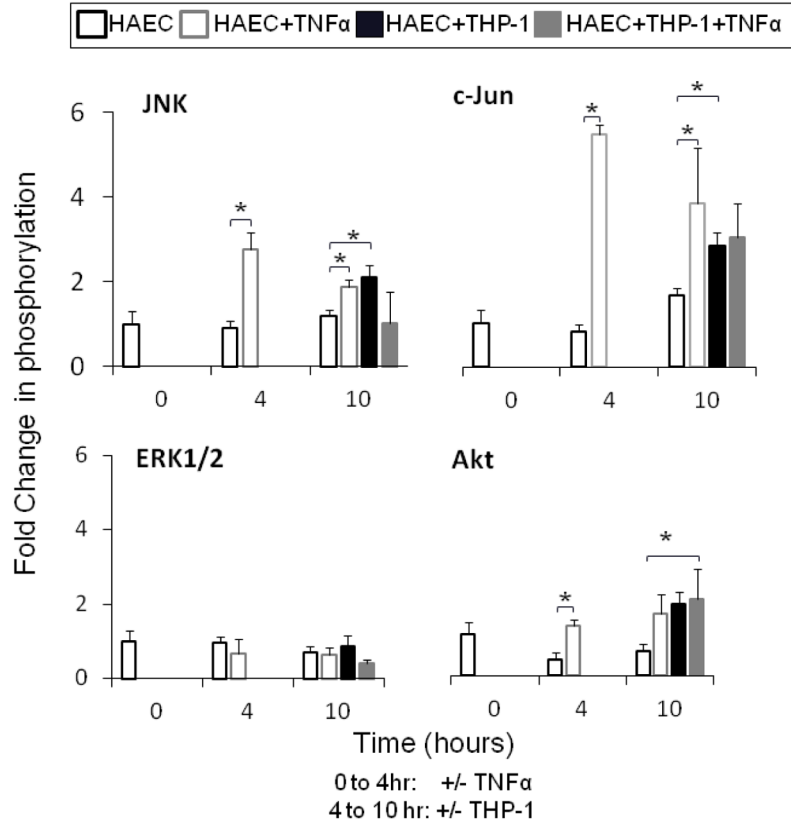 HAEC HAEC+TNFα HAEC+THP-1 HAEC+THP-1+TNFα
JNK
c-Jun
6
4
2
0
*
*
*
*
*
*
0 4 10
0 4 10
ERK1/2
Akt
6
4
2
0
*
*
0 4 10
0 4 10
Fold Change in phosphorylation
Time (hours)
0 to 4hr: +/- TNFα
4 to 10 hr: +/- THP-1